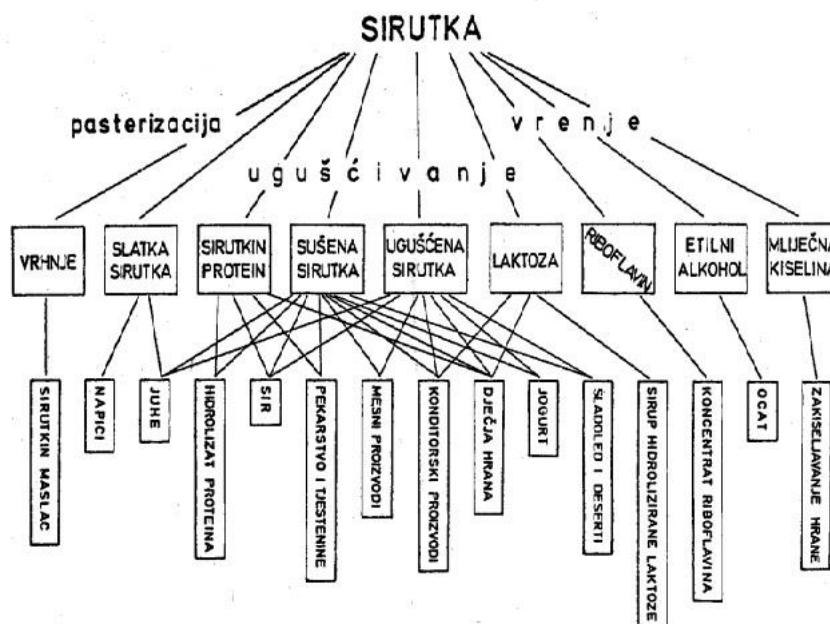 SIRUTKA
pasterizacija
vrenje
ugušćivanje
VRHNJE
SLATKA
SIRUTKA
SIRUTKIN
PROTEIN
SUŠENA
SIRUTKA
UGUŠĆENA
SIRUTKA
LAKTOZA
RIBOFLAVIN
ETILNI
ALKOHOL
MLIJEČNA
KISELINA
SIRUTKIN MASLAC
NAPICI
JUHE
HIDROLIZAT PROTEINA
SIR
PEKARSTVO I TJESTENINE
MESNI PROIZVODI
KONDITORSKI PROIZVODI
DJEČJA HRANA
JOGURT
SLADOLED I DESERTI
SIRUP HIDROLIZIRANE LAKTOZE
KONCENTRAT RIBOFLAVINA
OCAT
ZAKISELJAVANJE HRANE